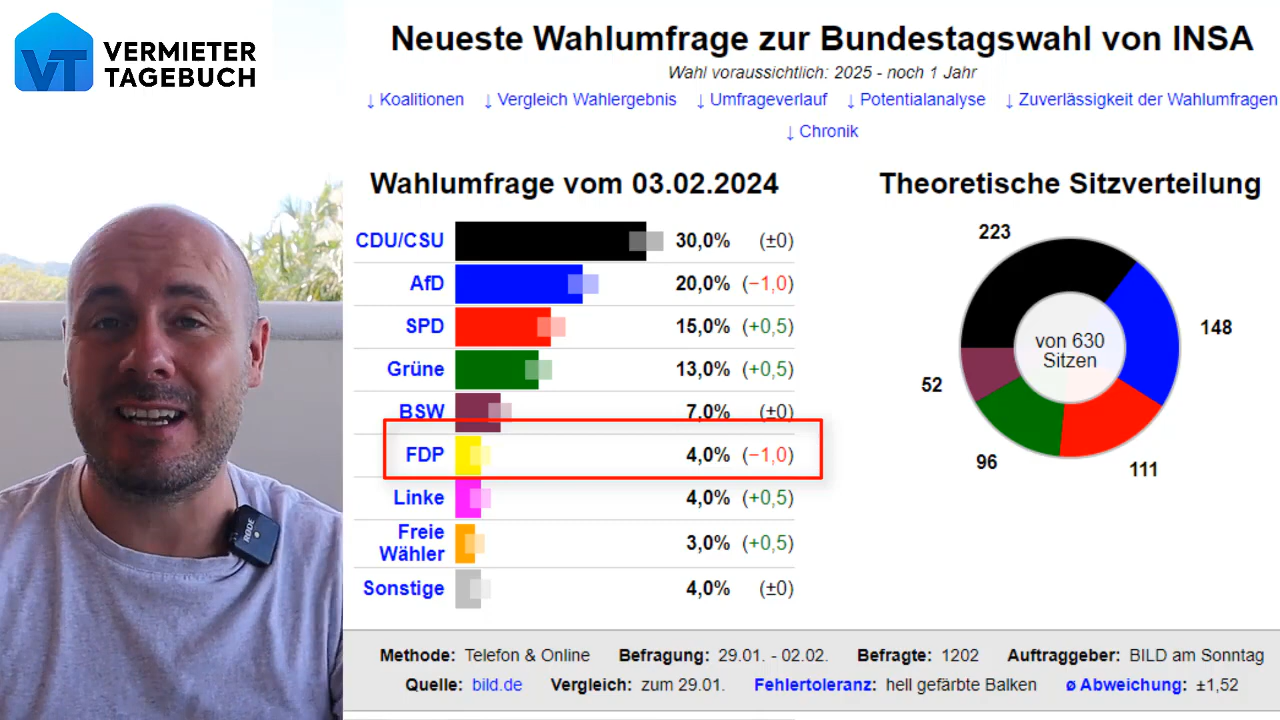 VT VERMIETER
TAGEBUCH
Neueste Wahlumfrage zur Bundestagswahl von INSA
Wahl voraussichtlich: 2025 - noch 1 Jahr
↓ Koalitionen ↓ Vergleich Wahlergebnis ↓ Umfrageverlauf ↓ Potentialanalyse ↓ Zuverlässigkeit der Wahlumfragen
↓ Chronik
Wahlumfrage vom 03.02.2024
CDU/CSU 30,0% (±0)
AfD 20,0% (−1,0)
SPD 15,0% (+0,5)
Grüne 13,0% (+0,5)
BSW 7,0% (±0)
FDP 4,0% (−1,0)
Linke 4,0% (+0,5)
Freie
Wähler 3,0% (+0,5)
Sonstige 4,0% (±0)
Theoretische Sitzverteilung
223
148
von 630
Sitzen
52
96
111
RØDE
Methode: Telefon & Online Befragung: 29.01. - 02.02. Befragte: 1202 Auftraggeber: BILD am Sonntag
Quelle: bild.de Vergleich: zum 29.01. Fehlertoleranz: hell gefärbte Balken ø Abweichung: ±1,52